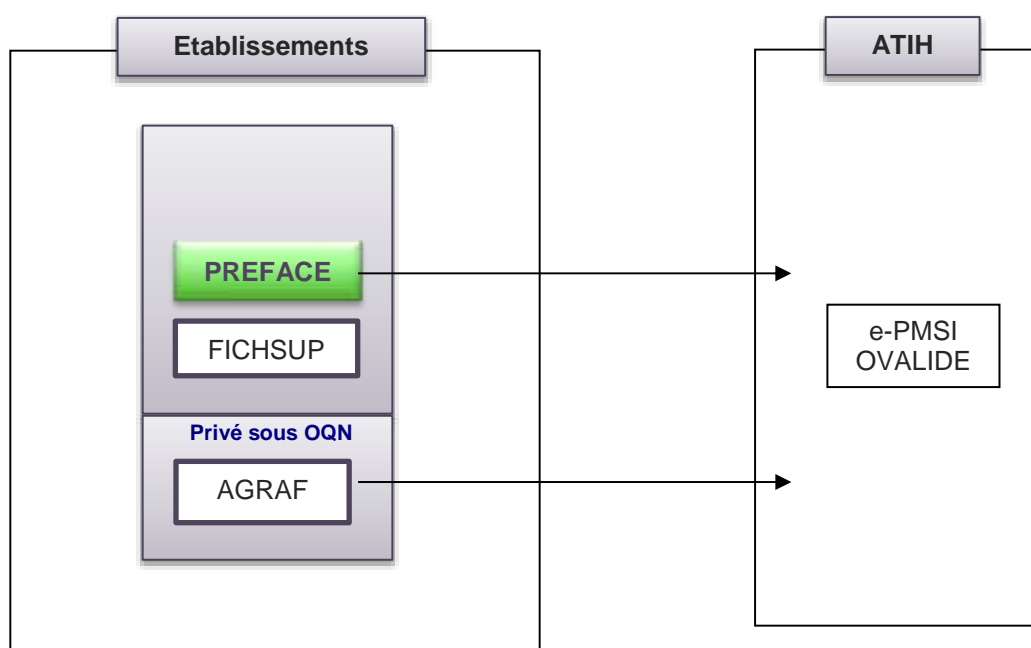 Etablissements
ATIH
PREFACE
FICHSUP
e-PMSI
OVALIDE
Privé sous OQN
AGRAF